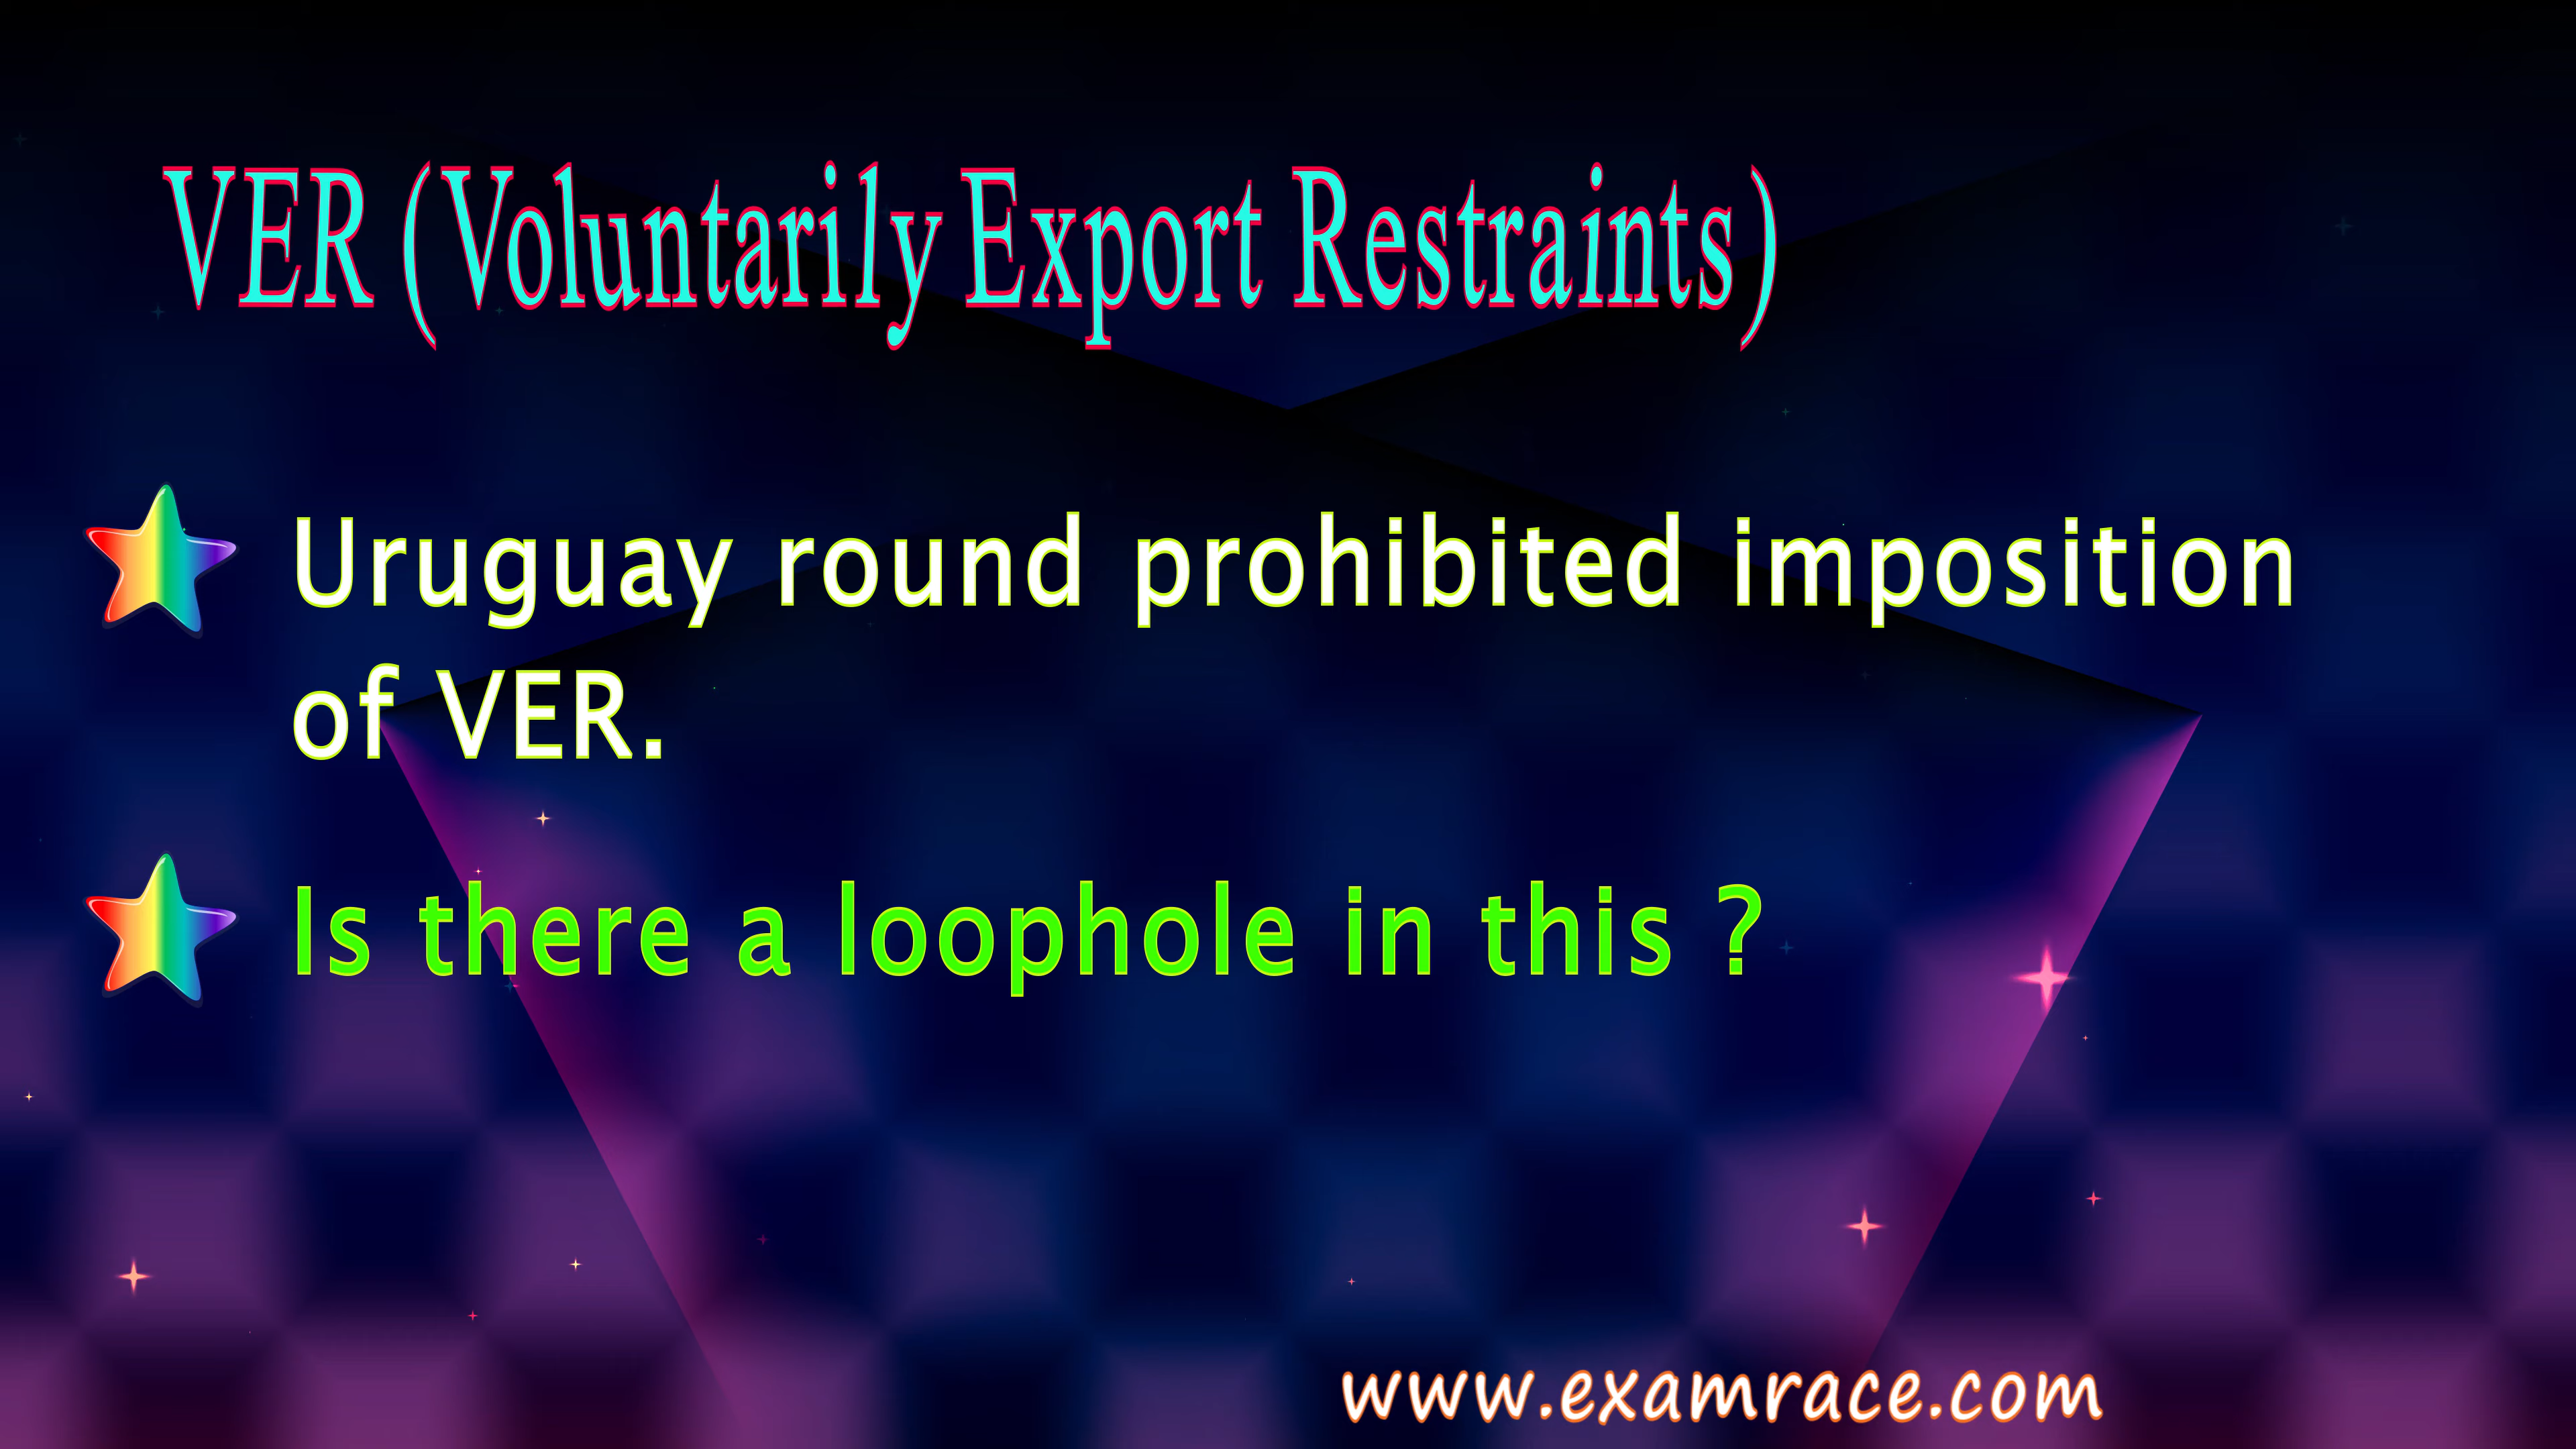 VER (Voluntarily Export Restraints)
Uruguay round prohibited imposition
of VER.
Is there a loophole in this ?
www.examrace.com